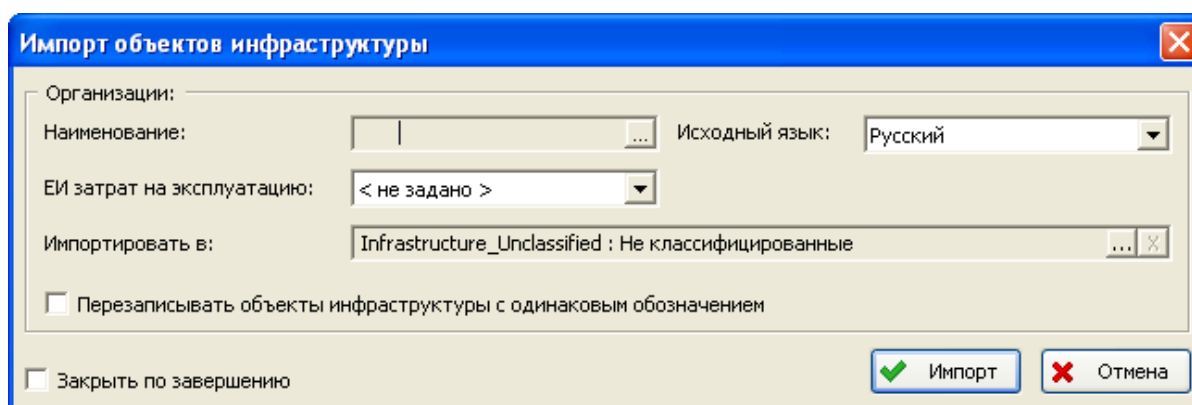 Импорт объектов инфраструктуры
Организации:
Наименование: ... Исходный язык: Русский
ЕИ затрат на эксплуатацию: < не задано >
Импортировать в: Infrastructure_Unclassified : Не классифицированные ... X
Перезаписывать объекты инфраструктуры с одинаковым обозначением
Закрыть по завершению Импорт Отмена